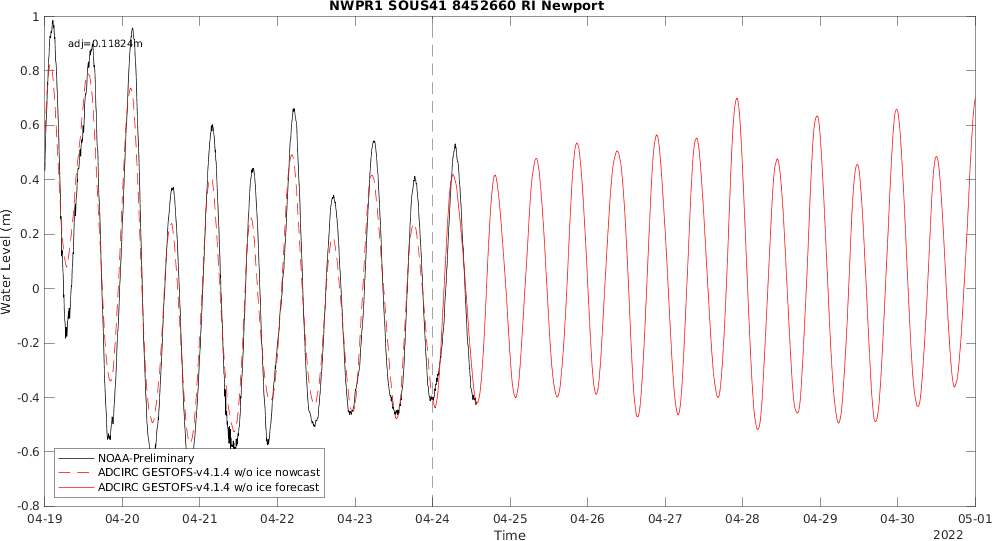 NWPR1 SOUS41 8452660 RI Newport
adj=0.11824m
Water Level (m)
1
0.8
0.6
0.4
0.2
0
-0.2
-0.4
-0.6
-0.8
NOAA-Preliminary
ADCIRC GESTOFS-v4.1.4 w/o ice nowcast
ADCIRC GESTOFS-v4.1.4 w/o ice forecast
04-19 04-20 04-21 04-22 04-23 04-24 04-25 04-26 04-27 04-28 04-29 04-30 05-01
Time
2022